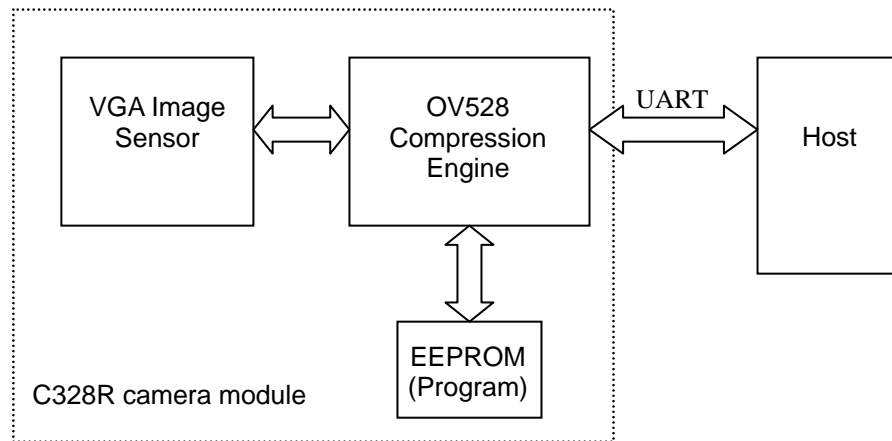 VGA Image
Sensor
OV528
Compression
Engine
UART
Host
EEPROM
(Program)
C328R camera module